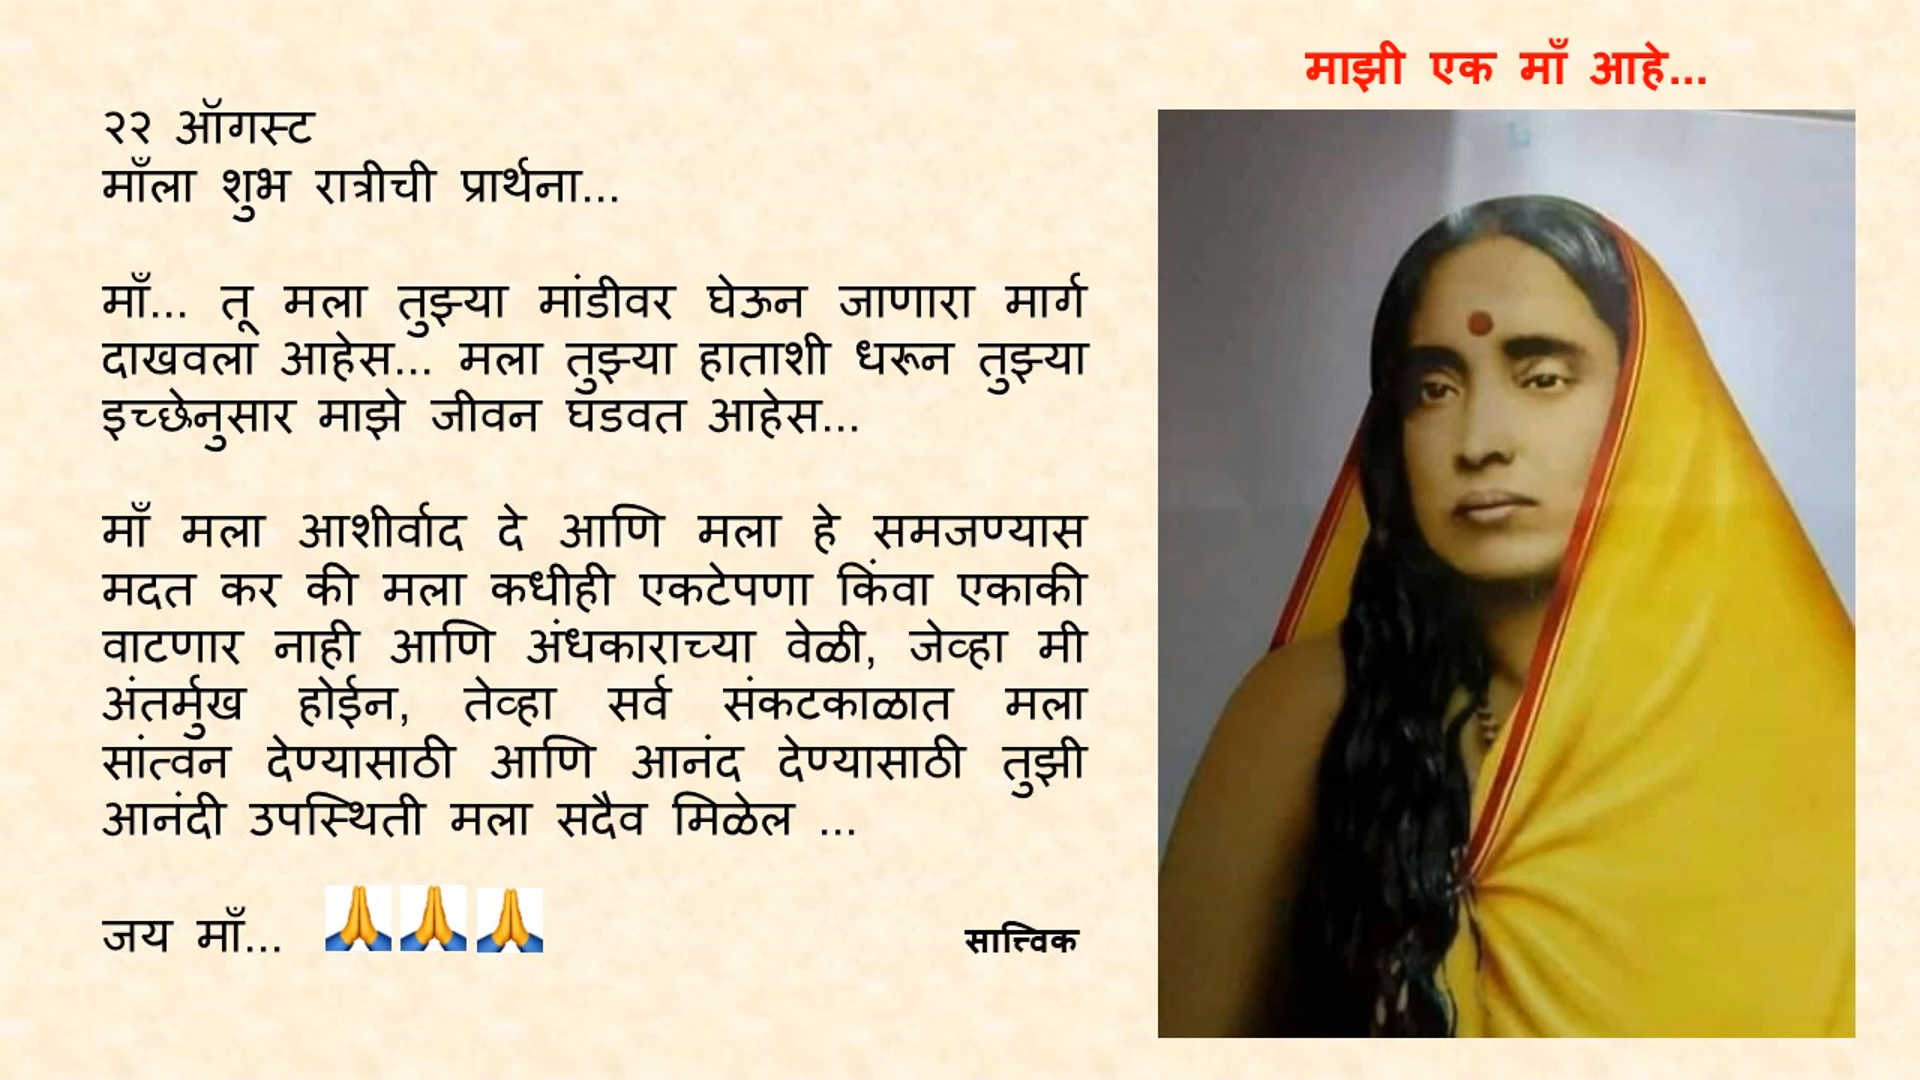 माझी एक माँ आहे...
२२ ऑगस्ट
माँला शुभ रात्रीची प्रार्थना...
माँ... तू मला तुझ्या मांडीवर घेऊन जाणारा मार्ग
दाखवला आहेस... मला तुझ्या हाताशी धरून तुझ्या
इच्छेनुसार माझे जीवन घडवत आहेस...
माँ मला आशीर्वाद दे आणि मला हे समजण्यास
मदत कर की मला कधीही एकटेपणा किंवा एकाकी
वाटणार नाही आणि अंधकाराच्या वेळी, जेव्हा मी
अंतर्मुख होईन, तेव्हा सर्व संकटकाळात मला
सांत्वन देण्यासाठी आणि आनंद देण्यासाठी तुझी
आनंदी उपस्थिती मला सदैव मिळेल ...
जय माँ... 🙏🙏🙏
सात्त्विक